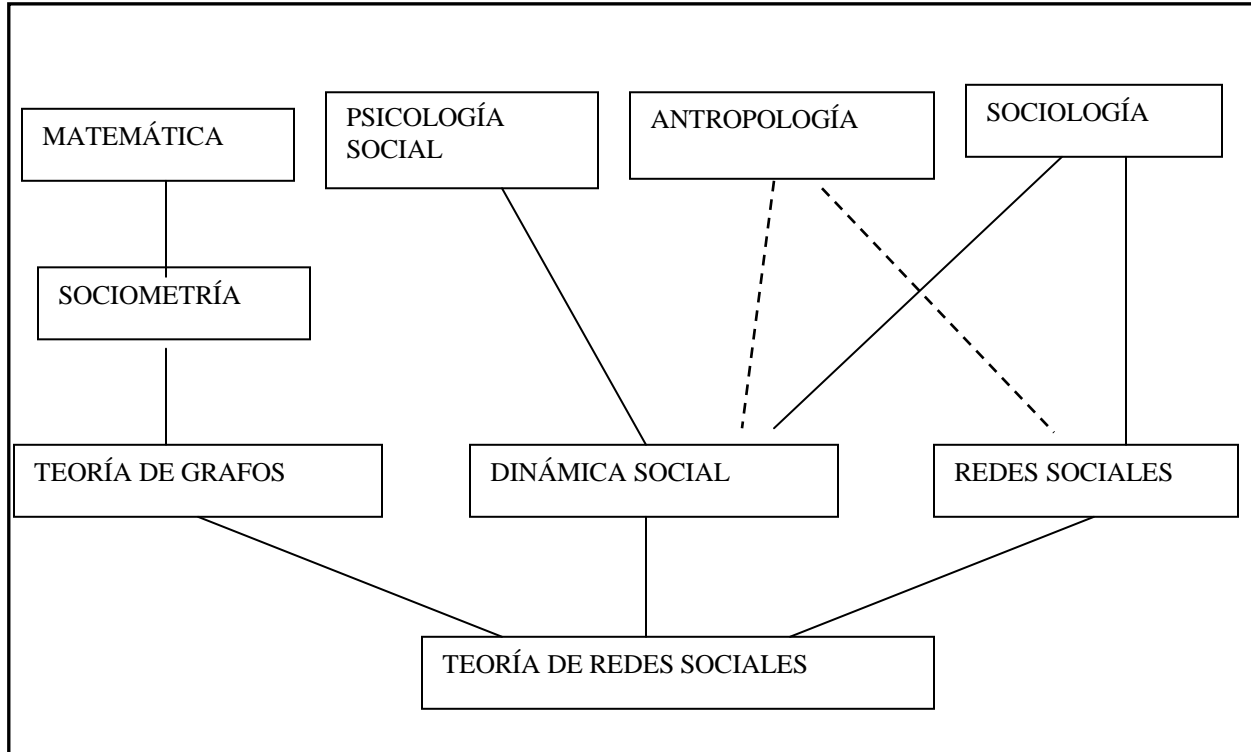 MATEMÁTICA
PSICOLOGÍA
SOCIAL
ANTROPOLOGÍA
SOCIOLOGÍA
SOCIOMETRÍA
TEORÍA DE GRAFOS
DINÁMICA SOCIAL
REDES SOCIALES
TEORÍA DE REDES SOCIALES